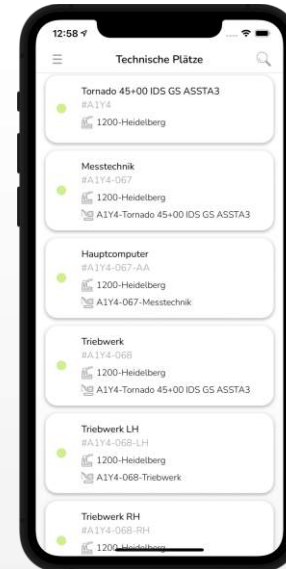 12:58
Technische Plätze
Tornado 45+00 IDS GS ASSTA3
#A1Y4
1200-Heidelberg
Messtechnik
#A1Y4-067
1200-Heidelberg
A1Y4-Tornado 45+00 IDS GS ASSTA3
Hauptcomputer
#A1Y4-067-AA
1200-Heidelberg
A1Y4-067-Messtechnik
Triebwerk
#A1Y4-068
1200-Heidelberg
A1Y4-Tornado 45+00 IDS GS ASSTA3
Triebwerk LH
#A1Y4-068-LH
1200-Heidelberg
A1Y4-068-Triebwerk
Triebwerk RH
#A1Y4-068-RH
1200-Heidelberg